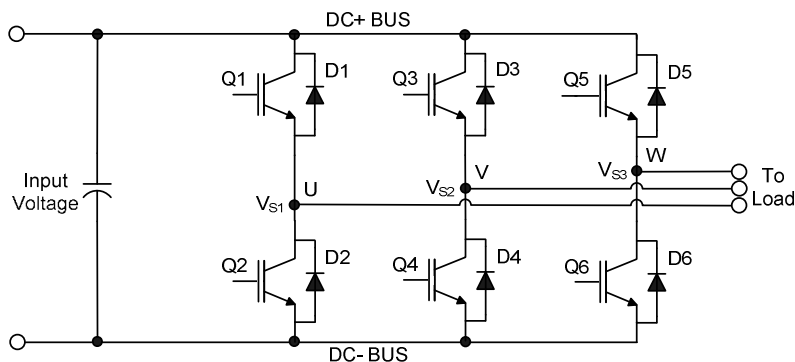 DC+ BUS
Q1
D1
Q3
D3
Q5
D5
Input
Voltage
VS1
U
VS2
V
VS3
W
To
Load
Q2
D2
Q4
D4
Q6
D6
DC- BUS